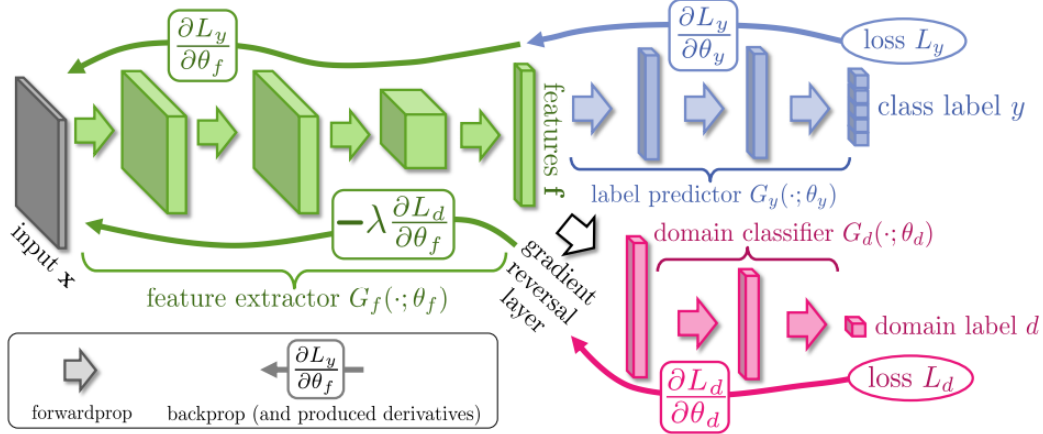 ∂L_y/∂θ_f
∂L_y/∂θ_y
loss L_y
features f
class label y
label predictor G_y(·; θ_y)
input x
−λ ∂L_d/∂θ_f
feature extractor G_f(·; θ_f)
gradient
reversal
layer
domain classifier G_d(·; θ_d)
domain label d
∂L_d/∂θ_d
loss L_d
∂L_y/∂θ_f
forwardprop
backprop (and produced derivatives)